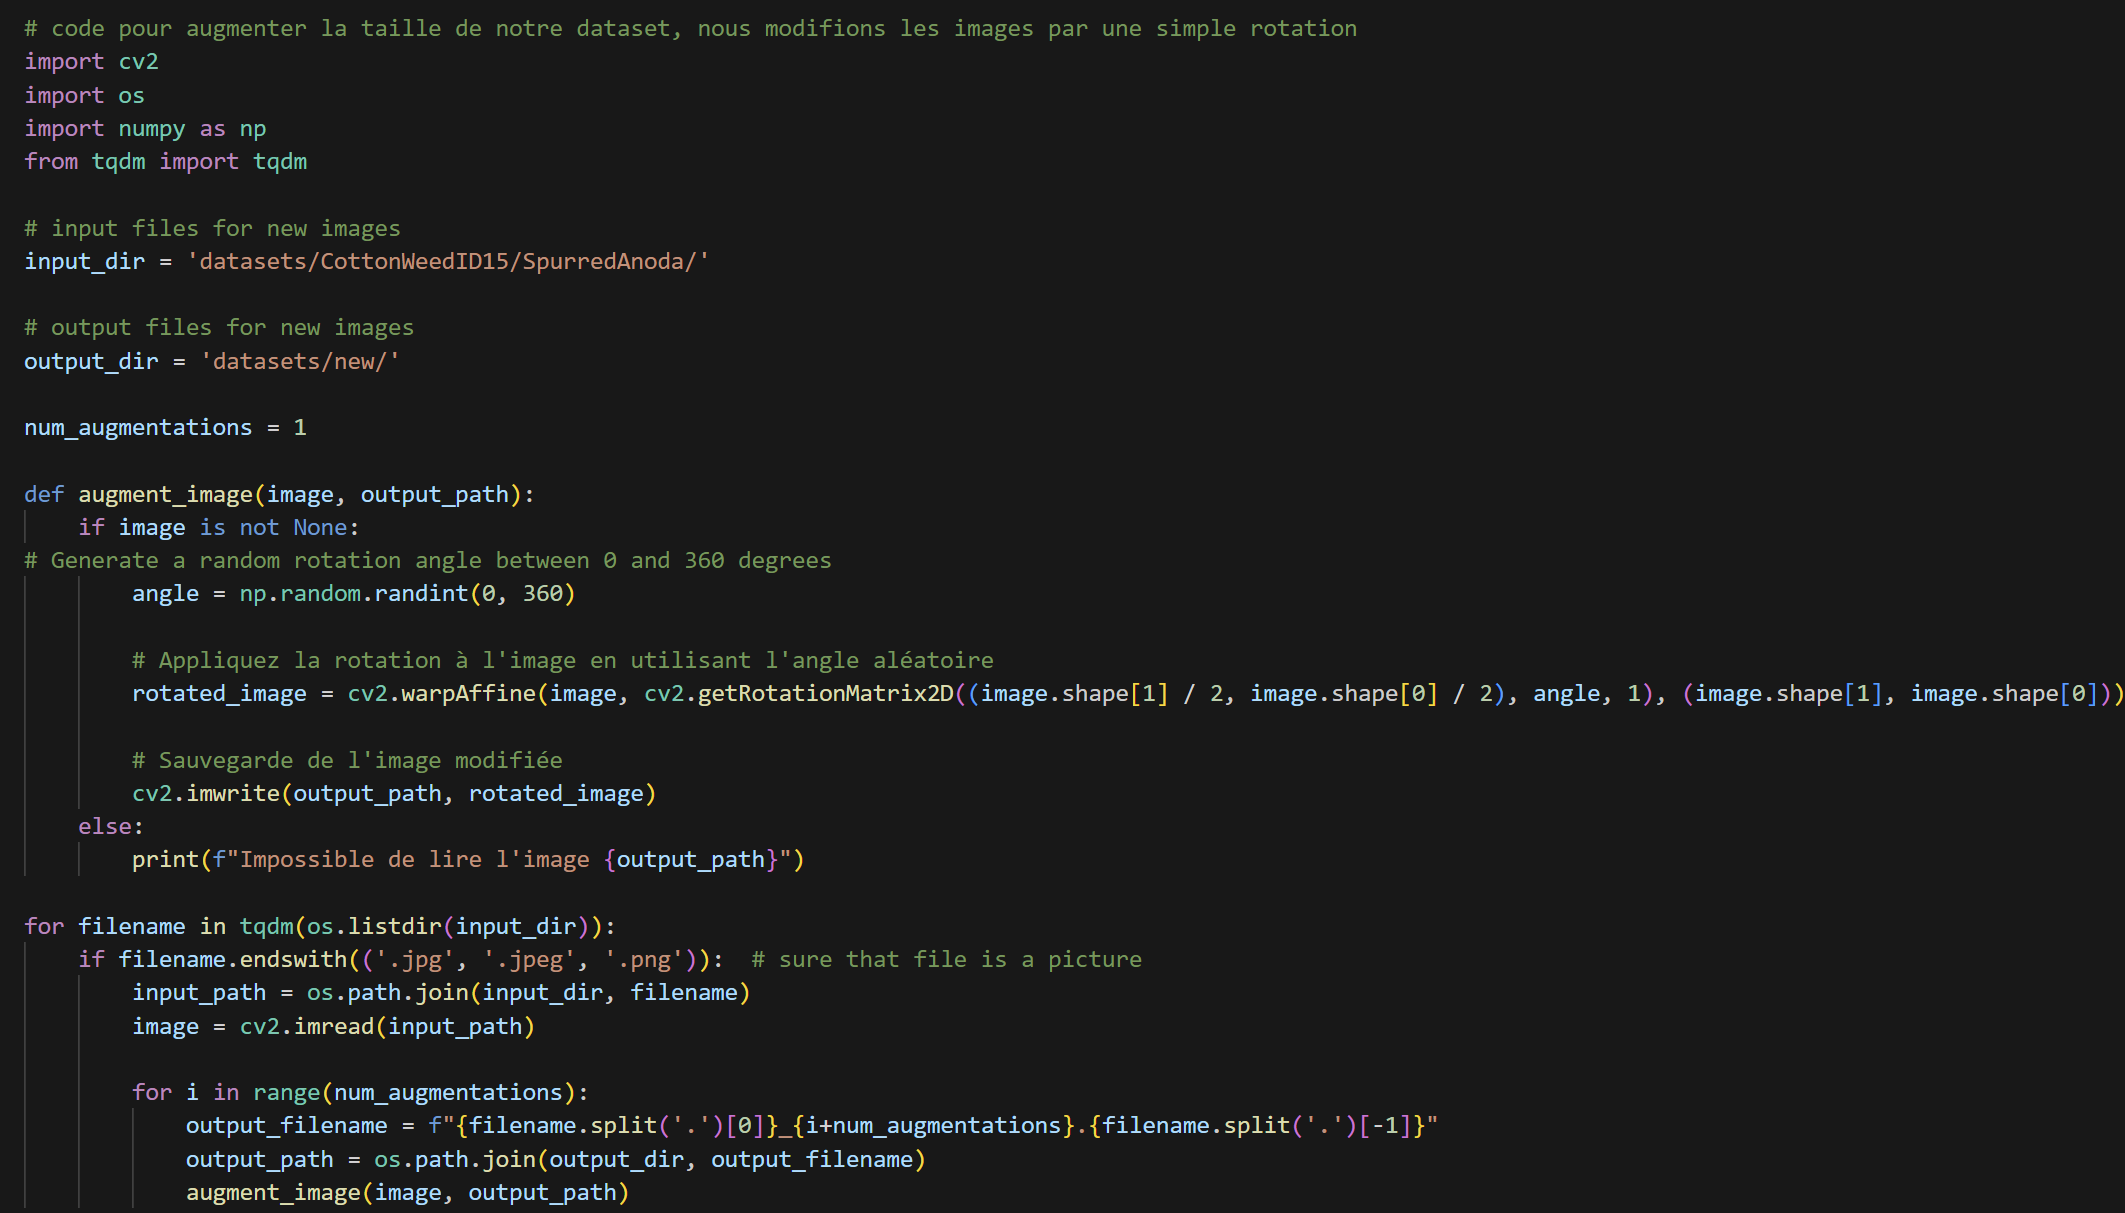 # code pour augmenter la taille de notre dataset, nous modifions les images par une simple rotation
import cv2
import os
import numpy as np
from tqdm import tqdm

# input files for new images
input_dir = 'datasets/CottonWeedID15/SpurredAnoda/'

# output files for new images
output_dir = 'datasets/new/'

num_augmentations = 1

def augment_image(image, output_path):
    if image is not None:
# Generate a random rotation angle between 0 and 360 degrees
        angle = np.random.randint(0, 360)

        # Appliquez la rotation à l'image en utilisant l'angle aléatoire
        rotated_image = cv2.warpAffine(image, cv2.getRotationMatrix2D((image.shape[1] / 2, image.shape[0] / 2), angle, 1), (image.shape[1], image.shape[0]))

        # Sauvegarde de l'image modifiée
        cv2.imwrite(output_path, rotated_image)
    else:
        print(f"Impossible de lire l'image {output_path}")

for filename in tqdm(os.listdir(input_dir)):
    if filename.endswith(('.jpg', '.jpeg', '.png')):  # sure that file is a picture
        input_path = os.path.join(input_dir, filename)
        image = cv2.imread(input_path)

        for i in range(num_augmentations):
            output_filename = f"{filename.split('.')[0]}_{i+num_augmentations}.{filename.split('.')[-1]}"
            output_path = os.path.join(output_dir, output_filename)
            augment_image(image, output_path)